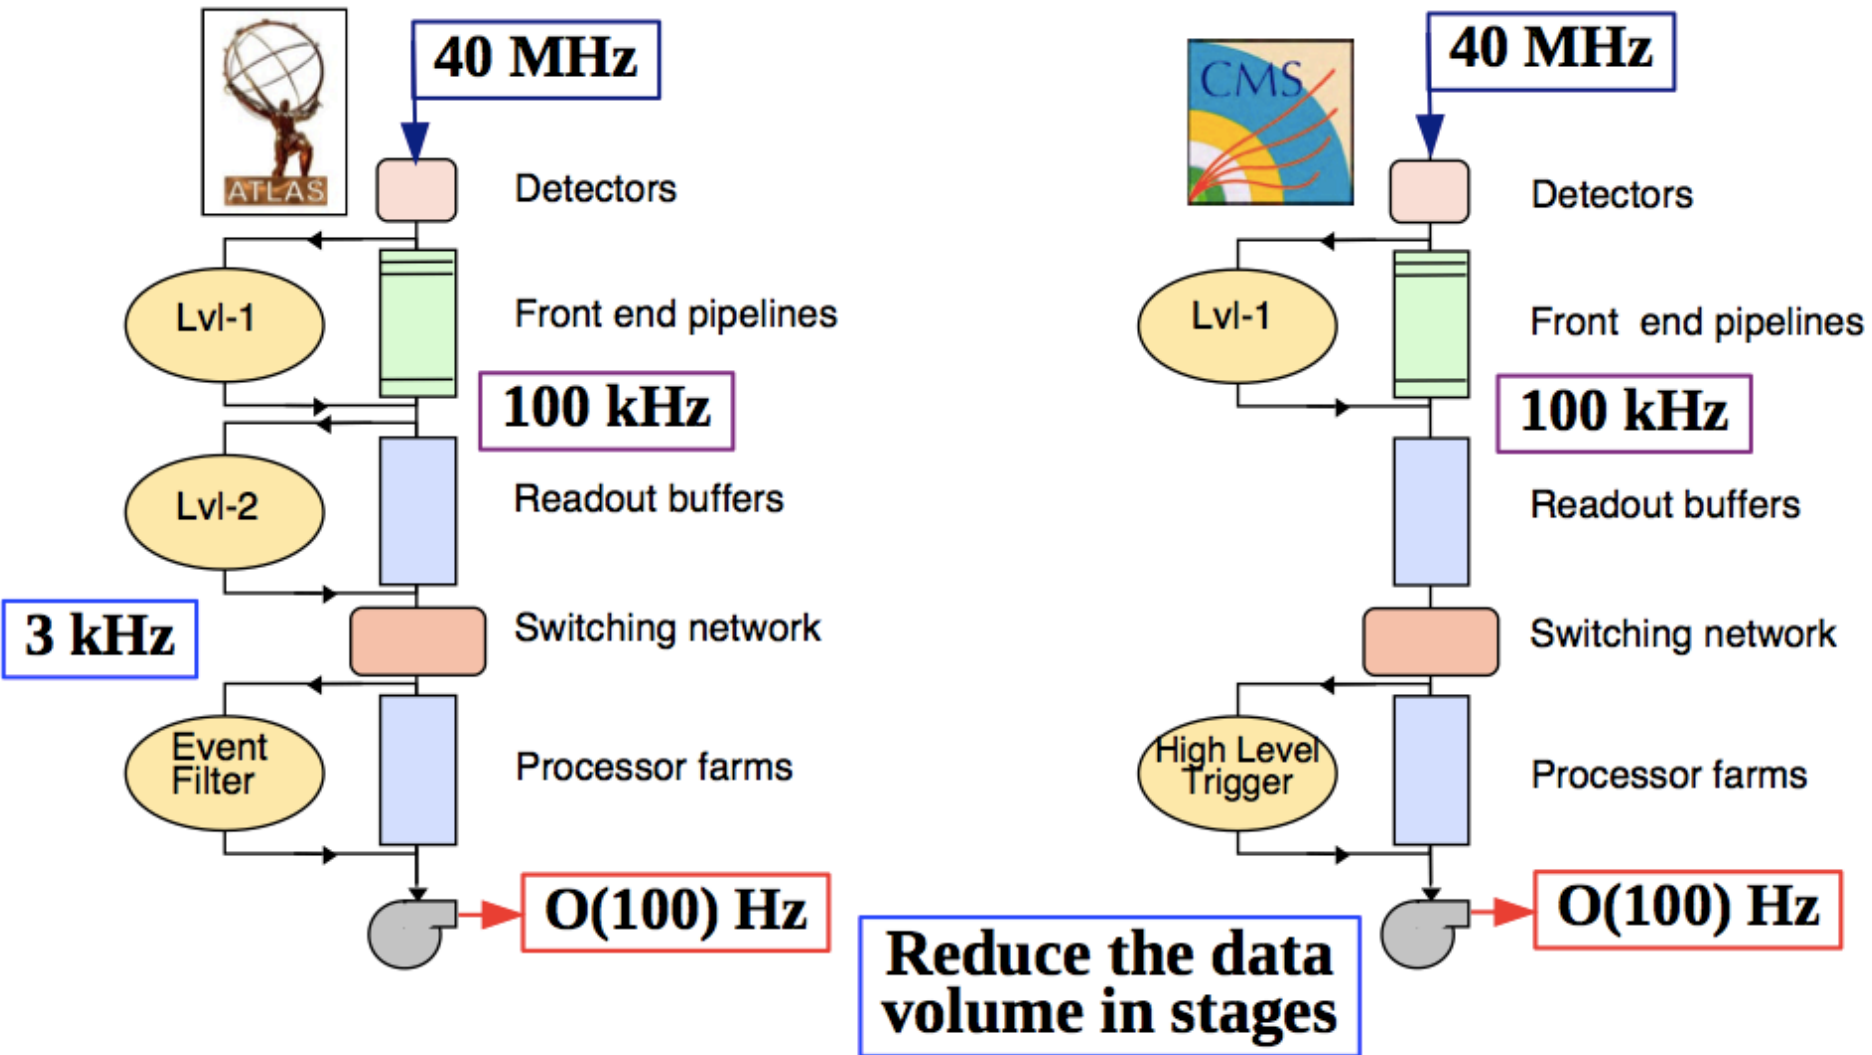 40 MHz
ATLAS
Detectors
Lvl-1
Front end pipelines
100 kHz
Lvl-2
Readout buffers
3 kHz
Switching network
Event
Filter
Processor farms
O(100) Hz
40 MHz
CMS
Detectors
Lvl-1
Front end pipelines
100 kHz
Readout buffers
Switching network
High Level
Trigger
Processor farms
O(100) Hz
Reduce the data
volume in stages